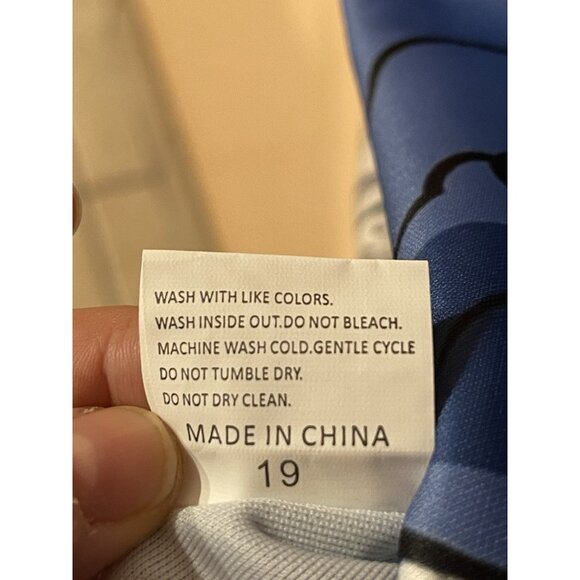 WASH WITH LIKE COLORS.
WASH INSIDE OUT.DO NOT BLEACH.
MACHINE WASH COLD.GENTLE CYCLE
DO NOT TUMBLE DRY.
DO NOT DRY CLEAN.
MADE IN CHINA
19